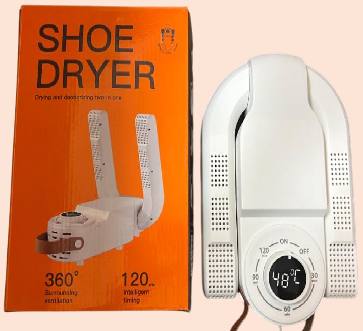 SHOE
DRYER
Drying and deodorizing two in one
360°
Surrounding
ventilation
120
Intelligent
timing
ON
OFF
120
90
60
30
48°C